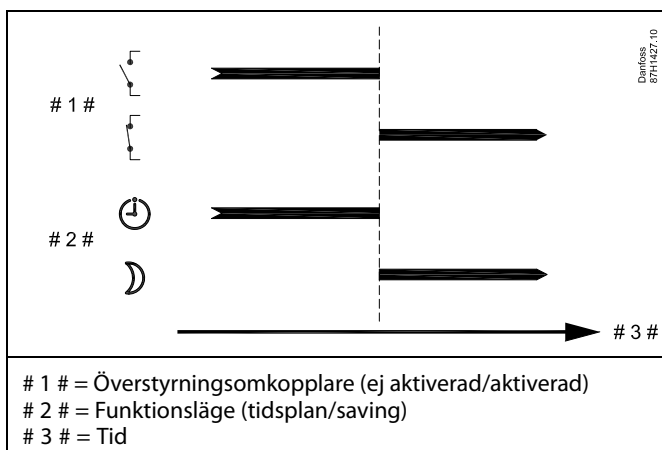 Danfoss
87H1427.10
# 1 #
# 2 #
# 3 #
# 1 # = Överstyrningsomkopplare (ej aktiverad/aktiverad)
# 2 # = Funktionsläge (tidsplan/saving)
# 3 # = Tid